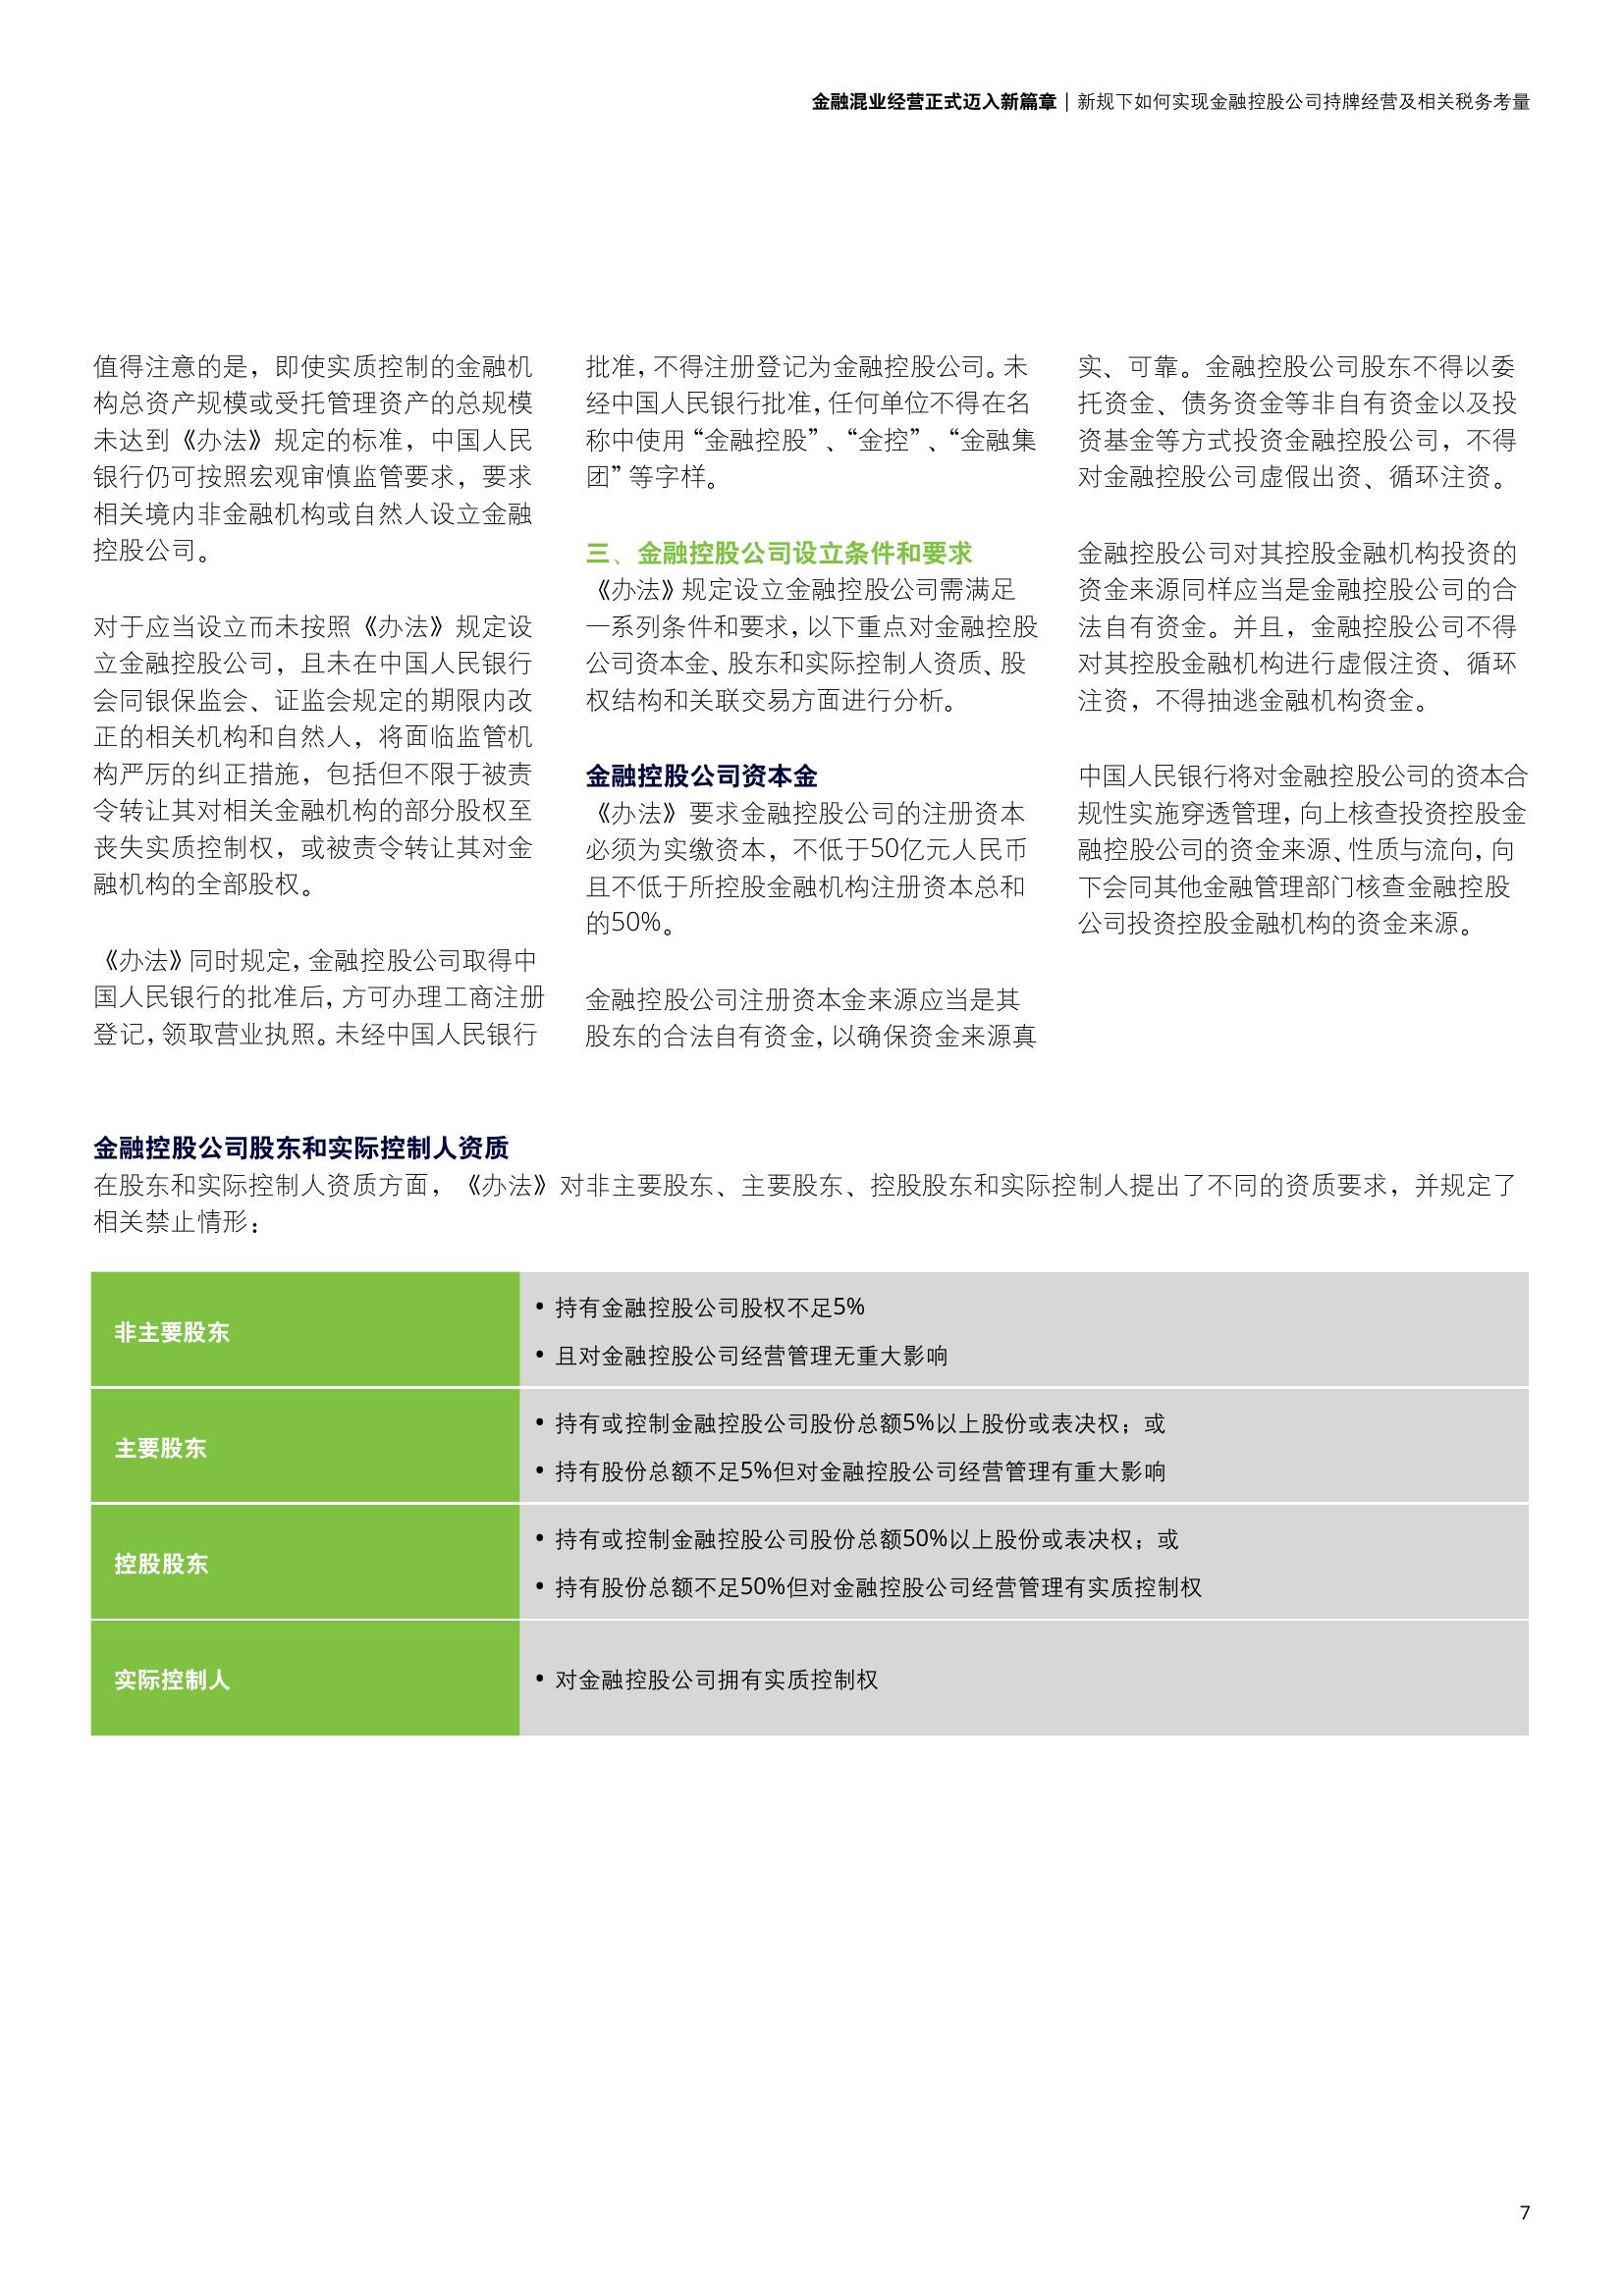 金融混业经营正式迈入新篇章 | 新规下如何实现金融控股公司持牌经营及相关税务考量
值得注意的是，即使实质控制的金融机
构总资产规模或受托管理资产的总规模
未达到《办法》规定的标准，中国人民
银行仍可按照宏观审慎监管要求，要求
相关境内非金融机构或自然人设立金融
控股公司。
对于应当设立而未按照《办法》规定设
立金融控股公司，且未在中国人民银行
会同银保监会、证监会规定的期限内改
正的相关机构和自然人，将面临监管机
构严厉的纠正措施，包括但不限于被责
令转让其对相关金融机构的部分股权至
丧失实质控制权，或被责令转让其对金
融机构的全部股权。
《办法》同时规定，金融控股公司取得中
国人民银行的批准后，方可办理工商注册
登记，领取营业执照。未经中国人民银行
批准，不得注册登记为金融控股公司。未
经中国人民银行批准，任何单位不得在名
称中使用“金融控股”、“金控”、“金融集
团”等字样。
三、金融控股公司设立条件和要求
《办法》规定设立金融控股公司需满足
一系列条件和要求，以下重点对金融控股
公司资本金、股东和实际控制人资质、股
权结构和关联交易方面进行分析。
金融控股公司资本金
《办法》要求金融控股公司的注册资本
必须为实缴资本，不低于50亿元人民币
且不低于所控股金融机构注册资本总和
的50%。
金融控股公司注册资本金来源应当是其
股东的合法自有资金，以确保资金来源真
实、可靠。金融控股公司股东不得以委
托资金、债务资金等非自有资金以及投
资基金等方式投资金融控股公司，不得
对金融控股公司虚假出资、循环注资。
金融控股公司对其控股金融机构投资的
资金来源同样应当是金融控股公司的合
法自有资金。并且，金融控股公司不得
对其控股金融机构进行虚假注资、循环
注资，不得抽逃金融机构资金。
中国人民银行将对金融控股公司的资本合
规性实施穿透管理，向上核查投资控股金
融控股公司的资金来源、性质与流向，向
下会同其他金融管理部门核查金融控股
公司投资控股金融机构的资金来源。
金融控股公司股东和实际控制人资质
在股东和实际控制人资质方面，《办法》对非主要股东、主要股东、控股股东和实际控制人提出了不同的资质要求，并规定了
相关禁止情形：
非主要股东
• 持有金融控股公司股权不足5%
• 且对金融控股公司经营管理无重大影响
主要股东
• 持有或控制金融控股公司股份总额5%以上股份或表决权；或
• 持有股份总额不足5%但对金融控股公司经营管理有重大影响
控股股东
• 持有或控制金融控股公司股份总额50%以上股份或表决权；或
• 持有股份总额不足50%但对金融控股公司经营管理有实质控制权
实际控制人
• 对金融控股公司拥有实质控制权
7